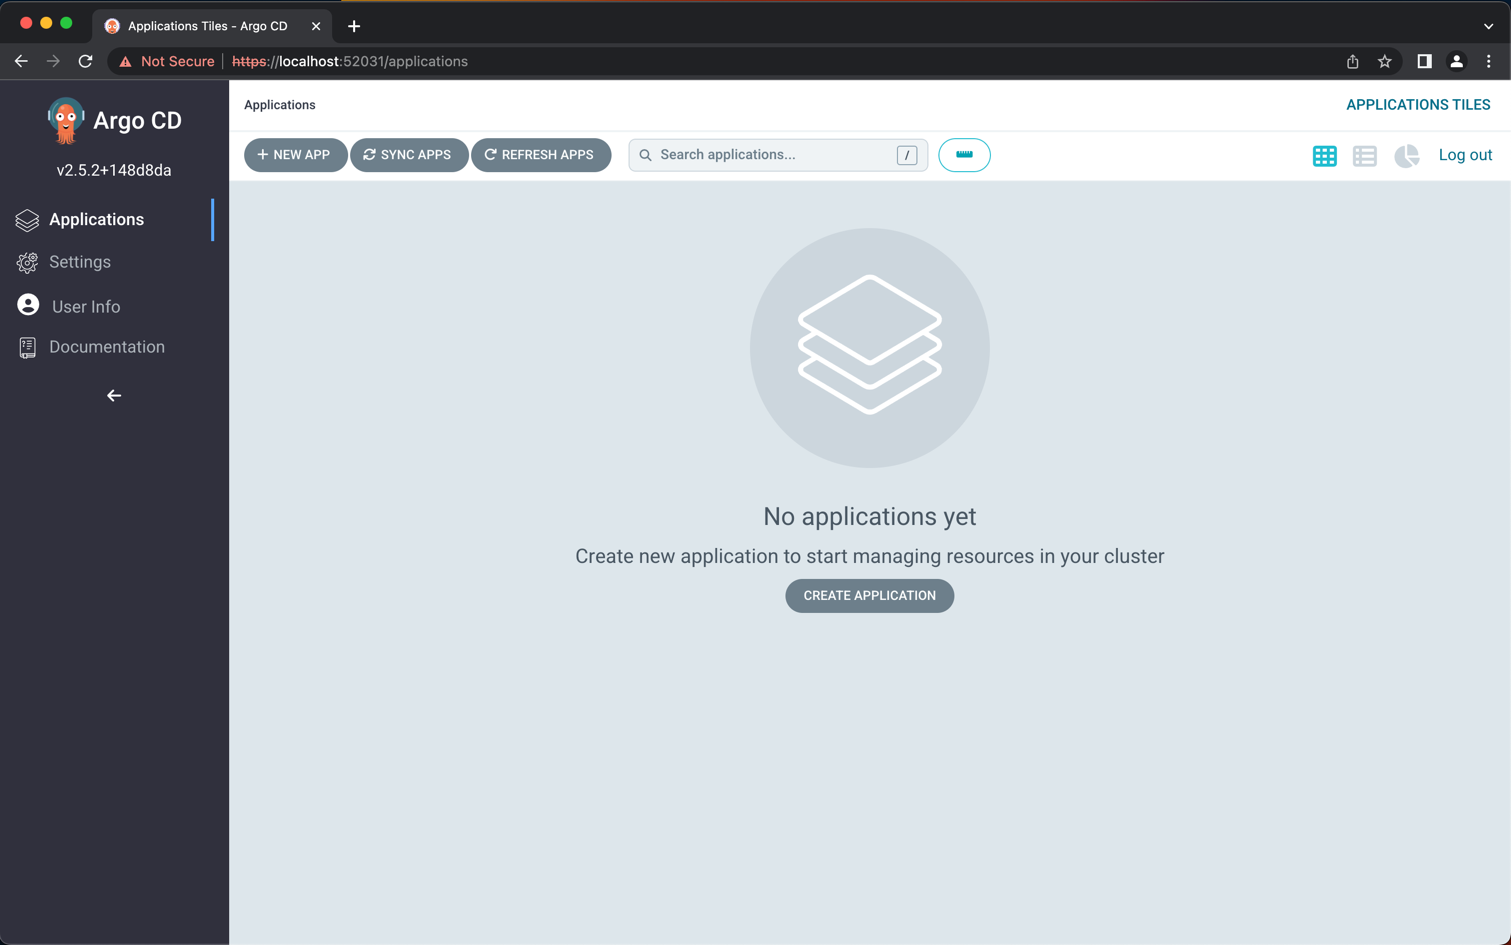 Applications Tiles - Argo CD
Not Secure https://localhost:52031/applications
Argo CD
v2.5.2+148d8da
Applications
Settings
User Info
Documentation
Applications
APPLICATIONS TILES
+ NEW APP
SYNC APPS
REFRESH APPS
Search applications...
/
Log out
No applications yet
Create new application to start managing resources in your cluster
CREATE APPLICATION